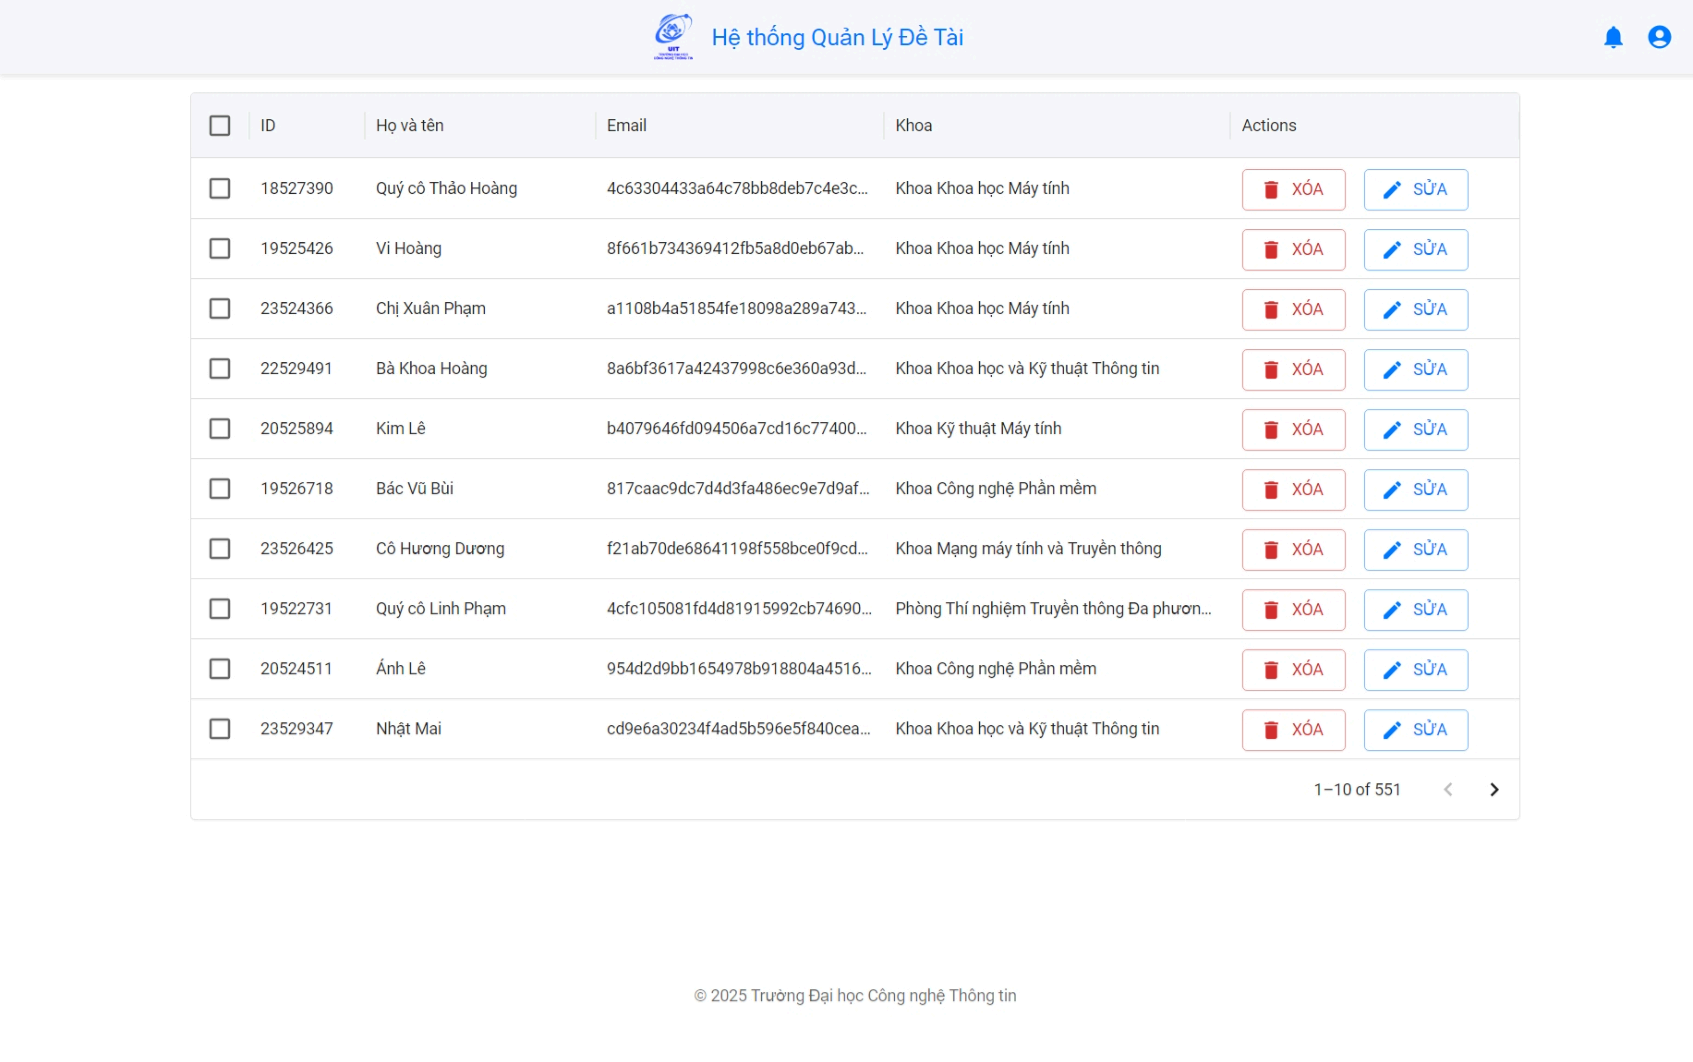 UIT
TRƯỜNG ĐẠI HỌC
CÔNG NGHỆ THÔNG TIN
Hệ thống Quản Lý Đề Tài
ID Họ và tên Email Khoa Actions
18527390 Quý cô Thảo Hoàng 4c63304433a64c78bb8deb7c4e3c... Khoa Khoa học Máy tính XÓA SỬA
19525426 Vi Hoàng 8f661b734369412fb5a8d0eb67ab... Khoa Khoa học Máy tính XÓA SỬA
23524366 Chị Xuân Phạm a1108b4a51854fe18098a289a743... Khoa Khoa học Máy tính XÓA SỬA
22529491 Bà Khoa Hoàng 8a6bf3617a42437998c6e360a93d... Khoa Khoa học và Kỹ thuật Thông tin XÓA SỬA
20525894 Kim Lê b4079646fd094506a7cd16c77400... Khoa Kỹ thuật Máy tính XÓA SỬA
19526718 Bác Vũ Bùi 817caac9dc7d4d3fa486ec9e7d9af... Khoa Công nghệ Phần mềm XÓA SỬA
23526425 Cô Hương Dương f21ab70de68641198f558bce0f9cd... Khoa Mạng máy tính và Truyền thông XÓA SỬA
19522731 Quý cô Linh Phạm 4cfc105081fd4d81915992cb74690... Phòng Thí nghiệm Truyền thông Đa phươn... XÓA SỬA
20524511 Ánh Lê 954d2d9bb1654978b918804a4516... Khoa Công nghệ Phần mềm XÓA SỬA
23529347 Nhật Mai cd9e6a30234f4ad5b596e5f840cea... Khoa Khoa học và Kỹ thuật Thông tin XÓA SỬA
1–10 of 551
© 2025 Trường Đại học Công nghệ Thông tin